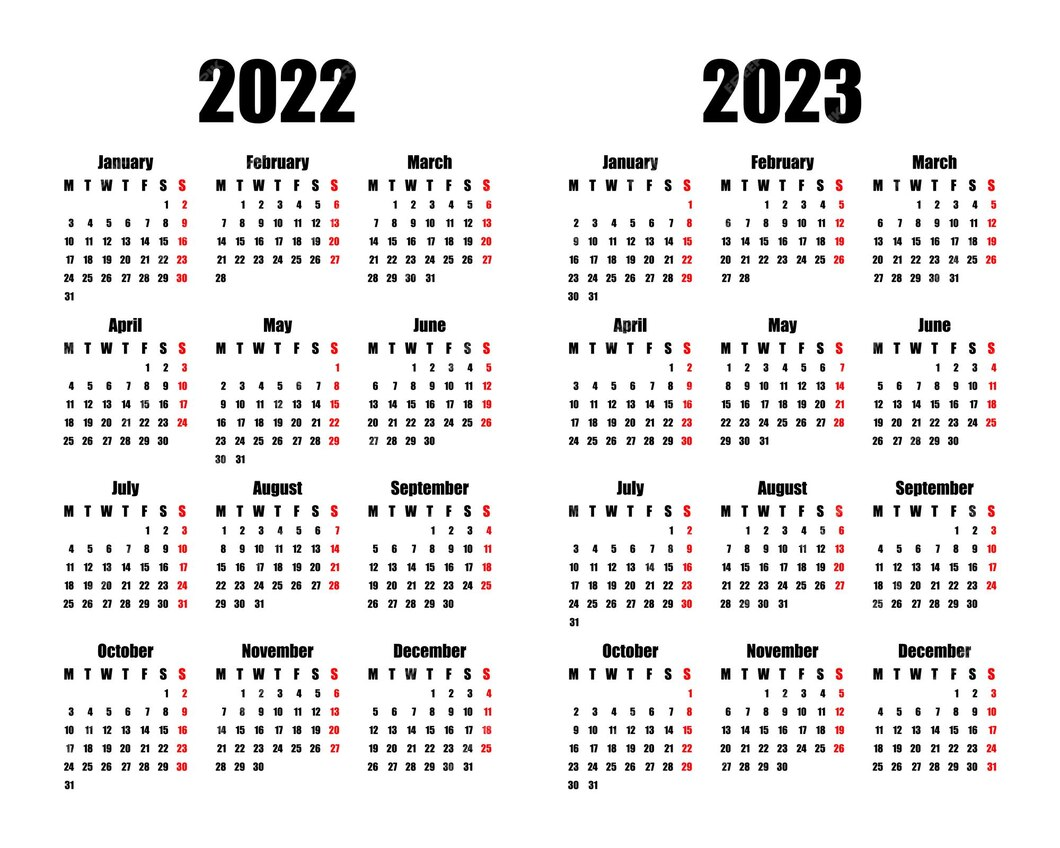 2022
January
M T W T F S S
1 2
3 4 5 6 7 8 9
10 11 12 13 14 15 16
17 18 19 20 21 22 23
24 25 26 27 28 29 30
31
February
M T W T F S S
1 2 3 4 5 6
7 8 9 10 11 12 13
14 15 16 17 18 19 20
21 22 23 24 25 26 27
28
March
M T W T F S S
1 2 3 4 5 6
7 8 9 10 11 12 13
14 15 16 17 18 19 20
21 22 23 24 25 26 27
28 29 30 31
April
M T W T F S S
1 2 3
4 5 6 7 8 9 10
11 12 13 14 15 16 17
18 19 20 21 22 23 24
25 26 27 28 29 30
May
M T W T F S S
1
2 3 4 5 6 7 8
9 10 11 12 13 14 15
16 17 18 19 20 21 22
23 24 25 26 27 28 29
30 31
June
M T W T F S S
1 2 3 4 5
6 7 8 9 10 11 12
13 14 15 16 17 18 19
20 21 22 23 24 25 26
27 28 29 30
July
M T W T F S S
1 2 3
4 5 6 7 8 9 10
11 12 13 14 15 16 17
18 19 20 21 22 23 24
25 26 27 28 29 30 31
August
M T W T F S S
1 2 3 4 5 6 7
8 9 10 11 12 13 14
15 16 17 18 19 20 21
22 23 24 25 26 27 28
29 30 31
September
M T W T F S S
1 2 3 4
5 6 7 8 9 10 11
12 13 14 15 16 17 18
19 20 21 22 23 24 25
26 27 28 29 30
October
M T W T F S S
1 2
3 4 5 6 7 8 9
10 11 12 13 14 15 16
17 18 19 20 21 22 23
24 25 26 27 28 29 30
31
November
M T W T F S S
1 2 3 4 5 6
7 8 9 10 11 12 13
14 15 16 17 18 19 20
21 22 23 24 25 26 27
28 29 30
December
M T W T F S S
1 2 3 4
5 6 7 8 9 10 11
12 13 14 15 16 17 18
19 20 21 22 23 24 25
26 27 28 29 30 31
2023
January
M T W T F S S
1
2 3 4 5 6 7 8
9 10 11 12 13 14 15
16 17 18 19 20 21 22
23 24 25 26 27 28 29
30 31
February
M T W T F S S
1 2 3 4 5
6 7 8 9 10 11 12
13 14 15 16 17 18 19
20 21 22 23 24 25 26
27 28
March
M T W T F S S
1 2 3 4 5
6 7 8 9 10 11 12
13 14 15 16 17 18 19
20 21 22 23 24 25 26
27 28 29 30 31
April
M T W T F S S
1 2
3 4 5 6 7 8 9
10 11 12 13 14 15 16
17 18 19 20 21 22 23
24 25 26 27 28 29 30
May
M T W T F S S
1 2 3 4 5 6 7
8 9 10 11 12 13 14
15 16 17 18 19 20 21
22 23 24 25 26 27 28
29 30 31
June
M T W T F S S
1 2 3 4
5 6 7 8 9 10 11
12 13 14 15 16 17 18
19 20 21 22 23 24 25
26 27 28 29 30
July
M T W T F S S
1 2
3 4 5 6 7 8 9
10 11 12 13 14 15 16
17 18 19 20 21 22 23
24 25 26 27 28 29 30
31
August
M T W T F S S
1 2 3 4 5 6
7 8 9 10 11 12 13
14 15 16 17 18 19 20
21 22 23 24 25 26 27
28 29 30 31
September
M T W T F S S
1 2 3
4 5 6 7 8 9 10
11 12 13 14 15 16 17
18 19 20 21 22 23 24
25 26 27 28 29 30
October
M T W T F S S
1
2 3 4 5 6 7 8
9 10 11 12 13 14 15
16 17 18 19 20 21 22
23 24 25 26 27 28 29
30 31
November
M T W T F S S
1 2 3 4 5
6 7 8 9 10 11 12
13 14 15 16 17 18 19
20 21 22 23 24 25 26
27 28 29 30
December
M T W T F S S
1 2 3
4 5 6 7 8 9 10
11 12 13 14 15 16 17
18 19 20 21 22 23 24
25 26 27 28 29 30 31